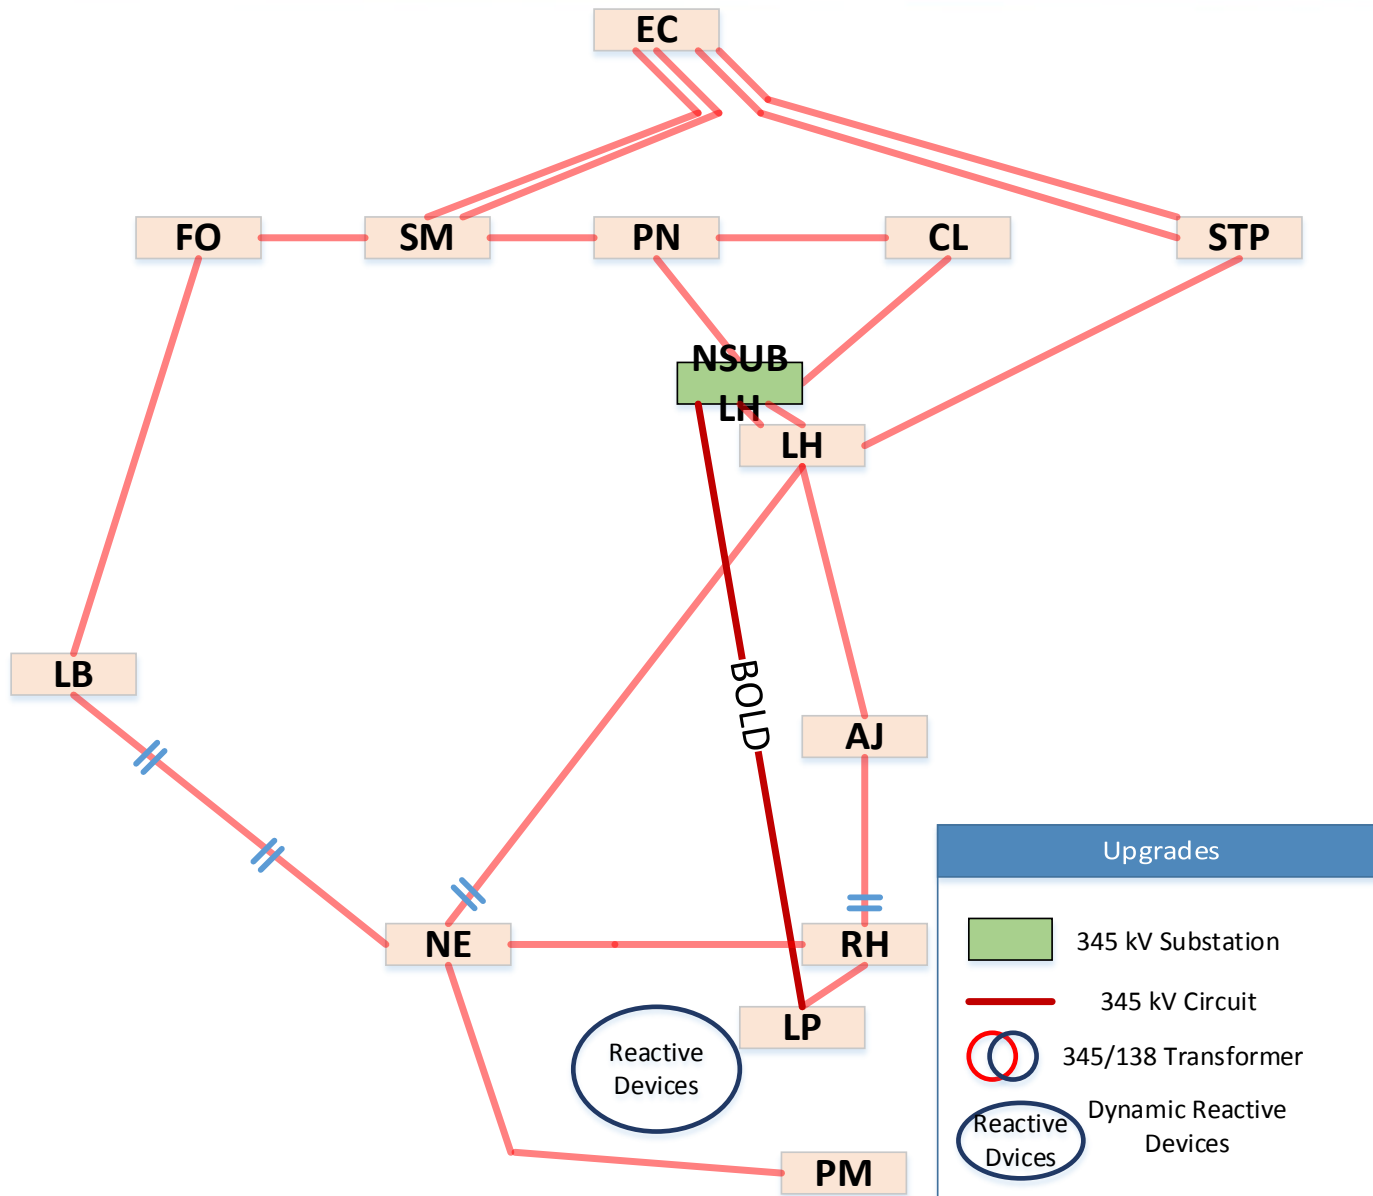 EC
FO
SM
PN
CL
STP
NSUB
LH
LH
LB
BOLD
AJ
NE
RH
LP
Reactive
Devices
PM
Upgrades
345 kV Substation
345 kV Circuit
345/138 Transformer
Reactive
Dvices
Dynamic Reactive
Devices